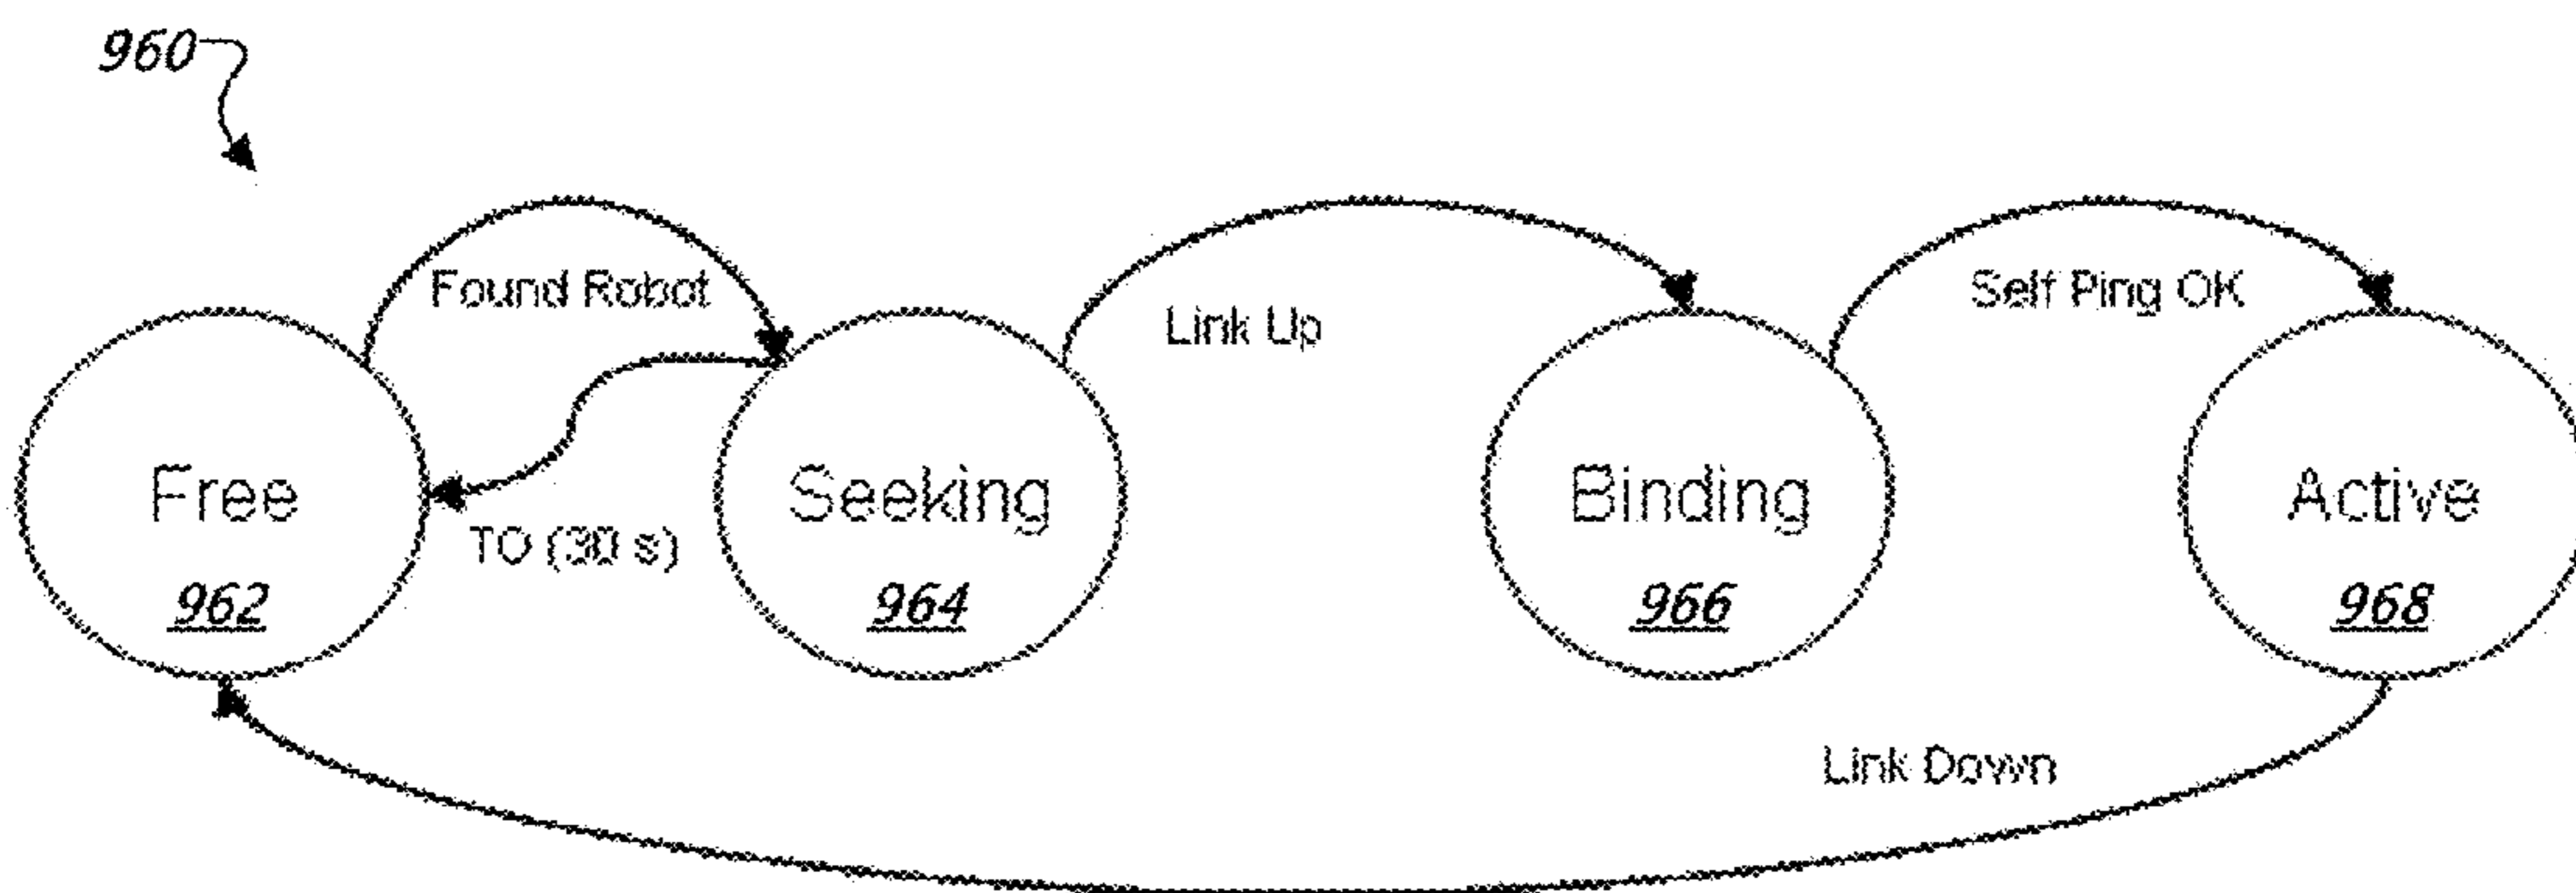 960
Found Robot
Link Up
Self Ping OK
Free
962
TO (30 s)
Seeking
964
Binding
966
Active
968
Link Down